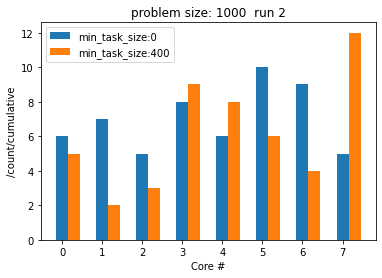 problem size: 1000  run 2
min_task_size:0
min_task_size:400
/count/cumulative
12
10
8
6
4
2
0
0 1 2 3 4 5 6 7
Core #